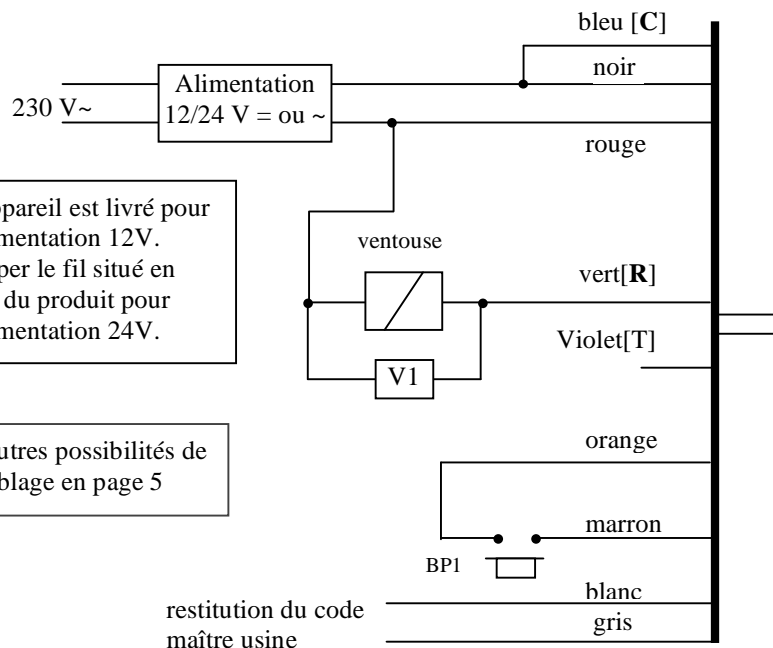 bleu [C]
noir
Alimentation
12/24 V = ou ~
230 V~
rouge
ppareil est livré pour
mentation 12V.
per le fil situé en
du produit pour
mentation 24V.
ventouse
vert[R]
V1
Violet[T]
utres possibilités de
blage en page 5
orange
marron
BP1
blanc
gris
restitution du code
maître usine